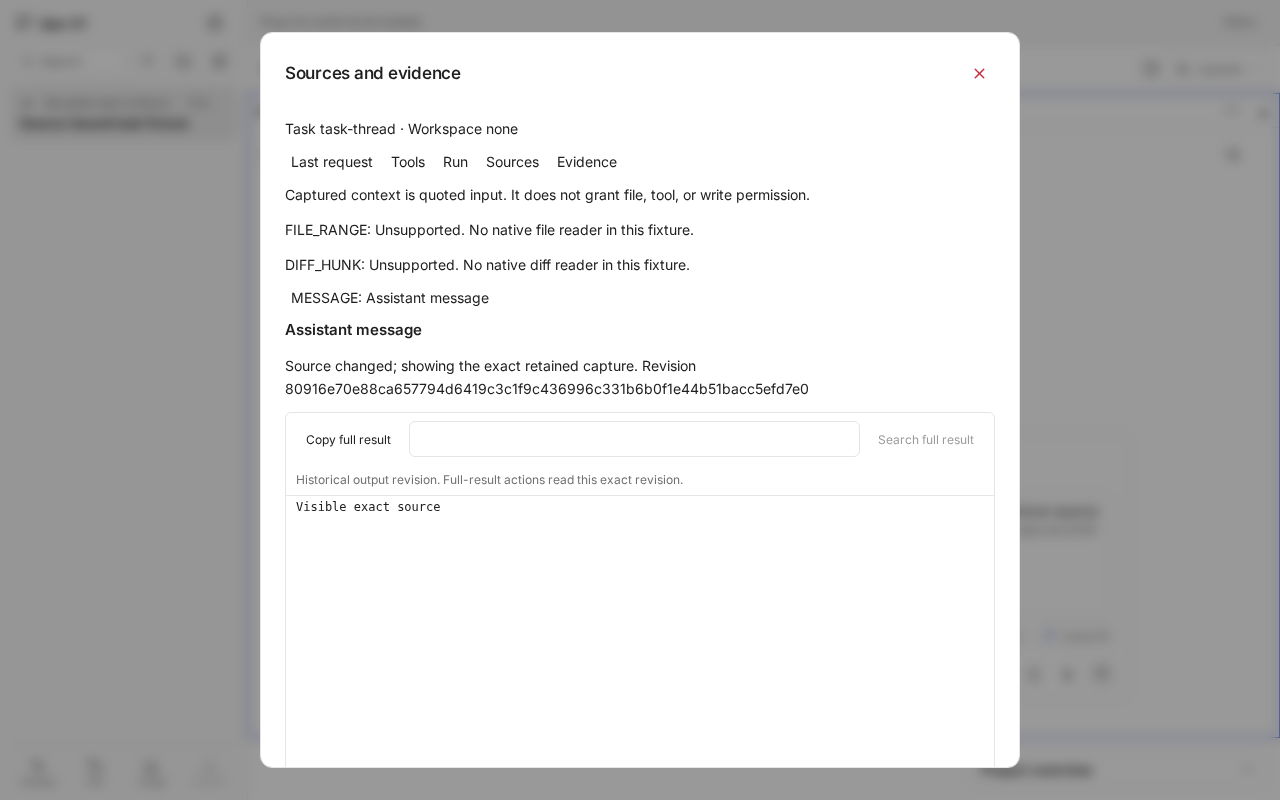 Sources and evidence
Task task-thread · Workspace none
Last request Tools Run Sources Evidence
Captured context is quoted input. It does not grant file, tool, or write permission.
FILE_RANGE: Unsupported. No native file reader in this fixture.
DIFF_HUNK: Unsupported. No native diff reader in this fixture.
MESSAGE: Assistant message
Assistant message
Source changed; showing the exact retained capture. Revision
80916e70e88ca657794d6419c3c1f9c436996c331b6b0f1e44b51bacc5efd7e0
Copy full result Search full result
Historical output revision. Full-result actions read this exact revision.
Visible exact source